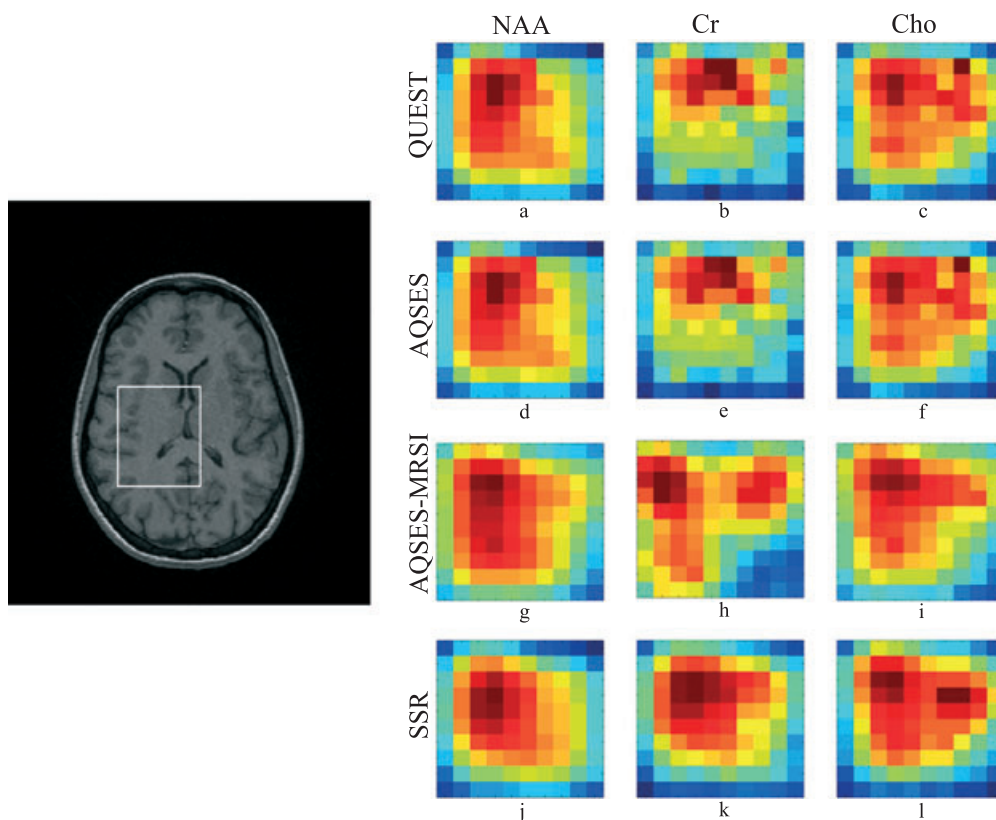 NAA Cr Cho
QUEST
a b c
AQSES
d e f
AQSES-MRSI
g h i
SSR
j k l